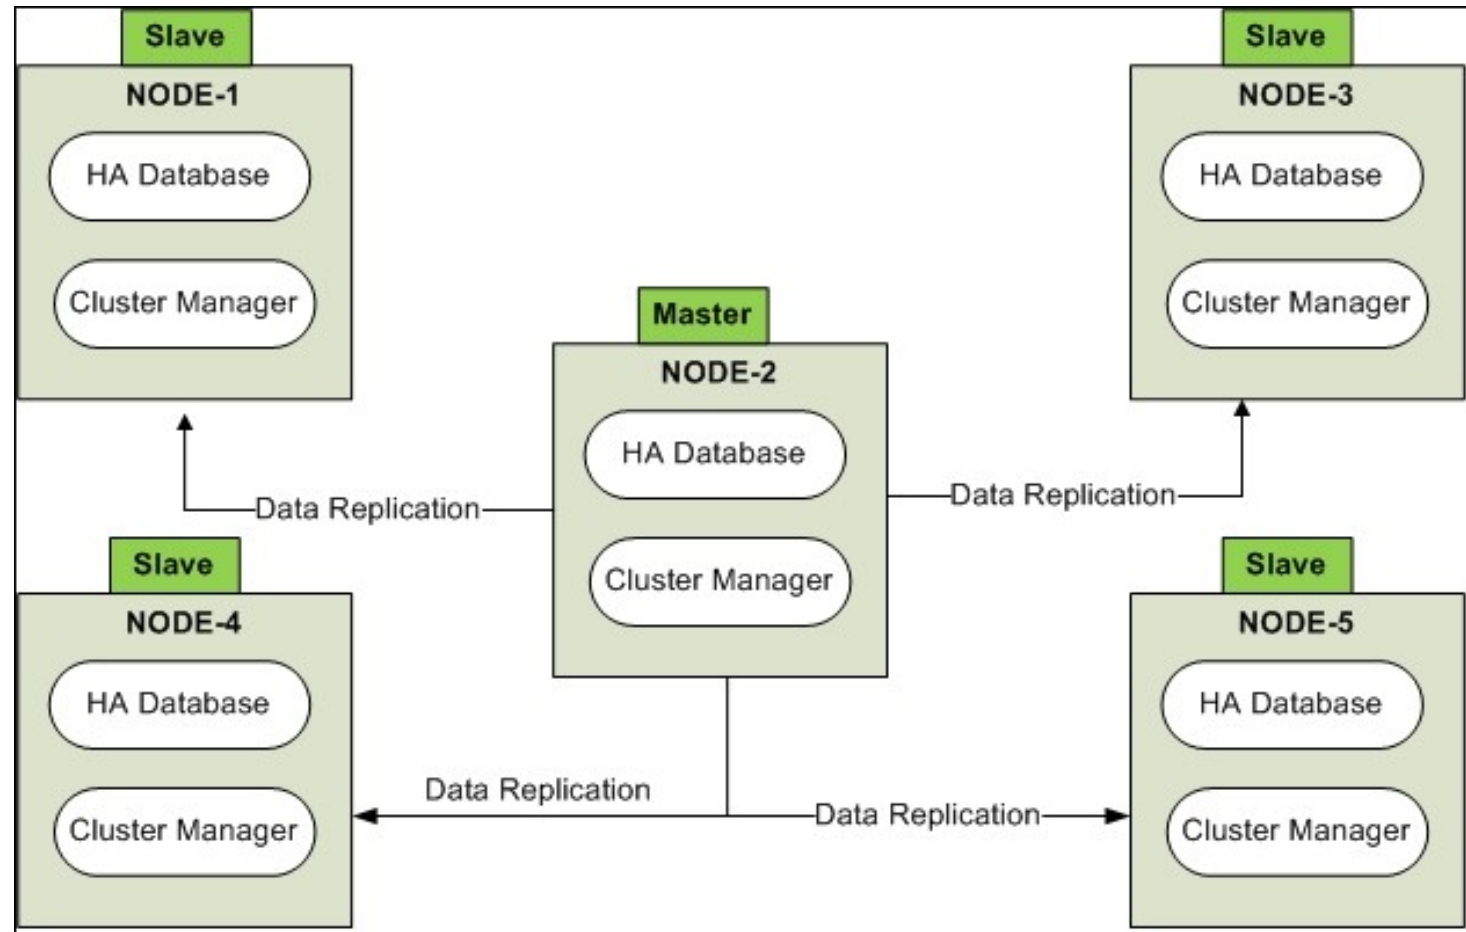 Slave
NODE-1
HA Database
Cluster Manager
Slave
NODE-3
HA Database
Cluster Manager
Master
NODE-2
HA Database
Cluster Manager
Data Replication
Data Replication
Slave
NODE-4
HA Database
Cluster Manager
Data Replication
Data Replication
Slave
NODE-5
HA Database
Cluster Manager